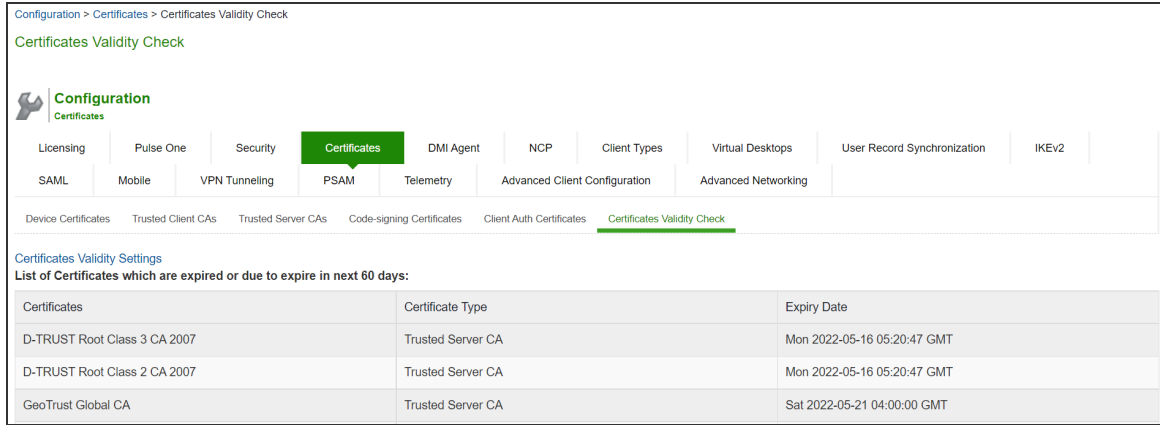 Configuration > Certificates > Certificates Validity Check
Certificates Validity Check
Configuration
Certificates
Licensing Pulse One Security Certificates DMI Agent NCP Client Types Virtual Desktops User Record Synchronization IKEv2
SAML Mobile VPN Tunneling PSAM Telemetry Advanced Client Configuration Advanced Networking
Device Certificates Trusted Client CAs Trusted Server CAs Code-signing Certificates Client Auth Certificates Certificates Validity Check
Certificates Validity Settings
List of Certificates which are expired or due to expire in next 60 days:
Certificates Certificate Type Expiry Date
D-TRUST Root Class 3 CA 2007 Trusted Server CA Mon 2022-05-16 05:20:47 GMT
D-TRUST Root Class 2 CA 2007 Trusted Server CA Mon 2022-05-16 05:20:47 GMT
GeoTrust Global CA Trusted Server CA Sat 2022-05-21 04:00:00 GMT